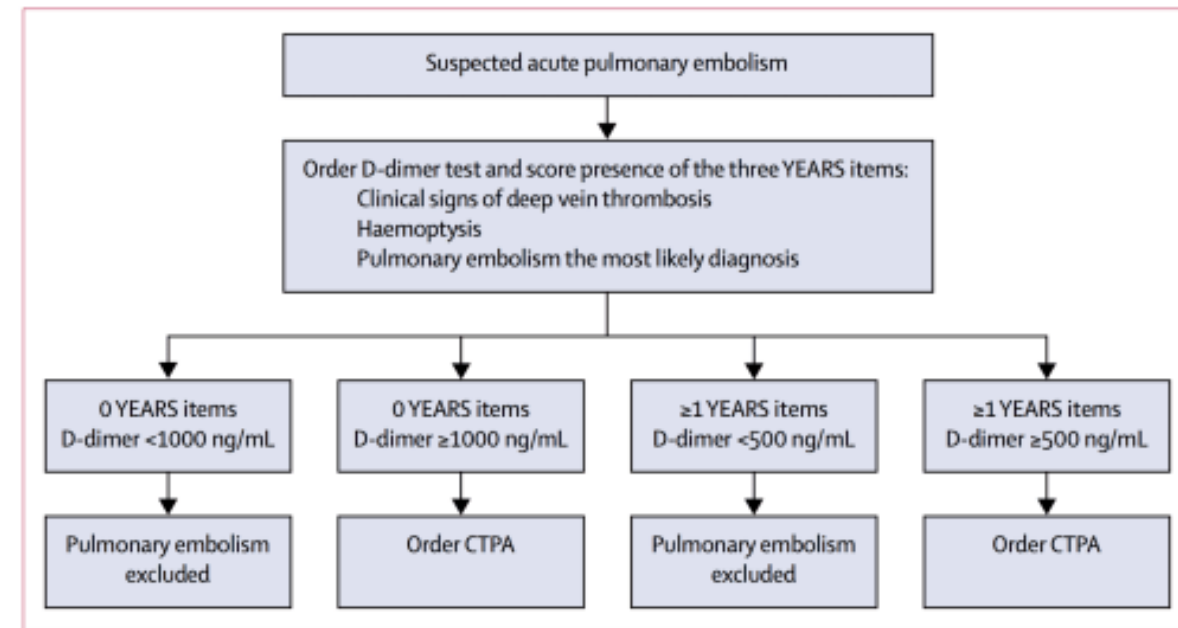 Suspected acute pulmonary embolism
Order D-dimer test and score presence of the three YEARS items:
Clinical signs of deep vein thrombosis
Haemoptysis
Pulmonary embolism the most likely diagnosis
0 YEARS items
D-dimer <1000 ng/mL
0 YEARS items
D-dimer ≥1000 ng/mL
≥1 YEARS items
D-dimer <500 ng/mL
≥1 YEARS items
D-dimer ≥500 ng/mL
Pulmonary embolism
excluded
Order CTPA
Pulmonary embolism
excluded
Order CTPA